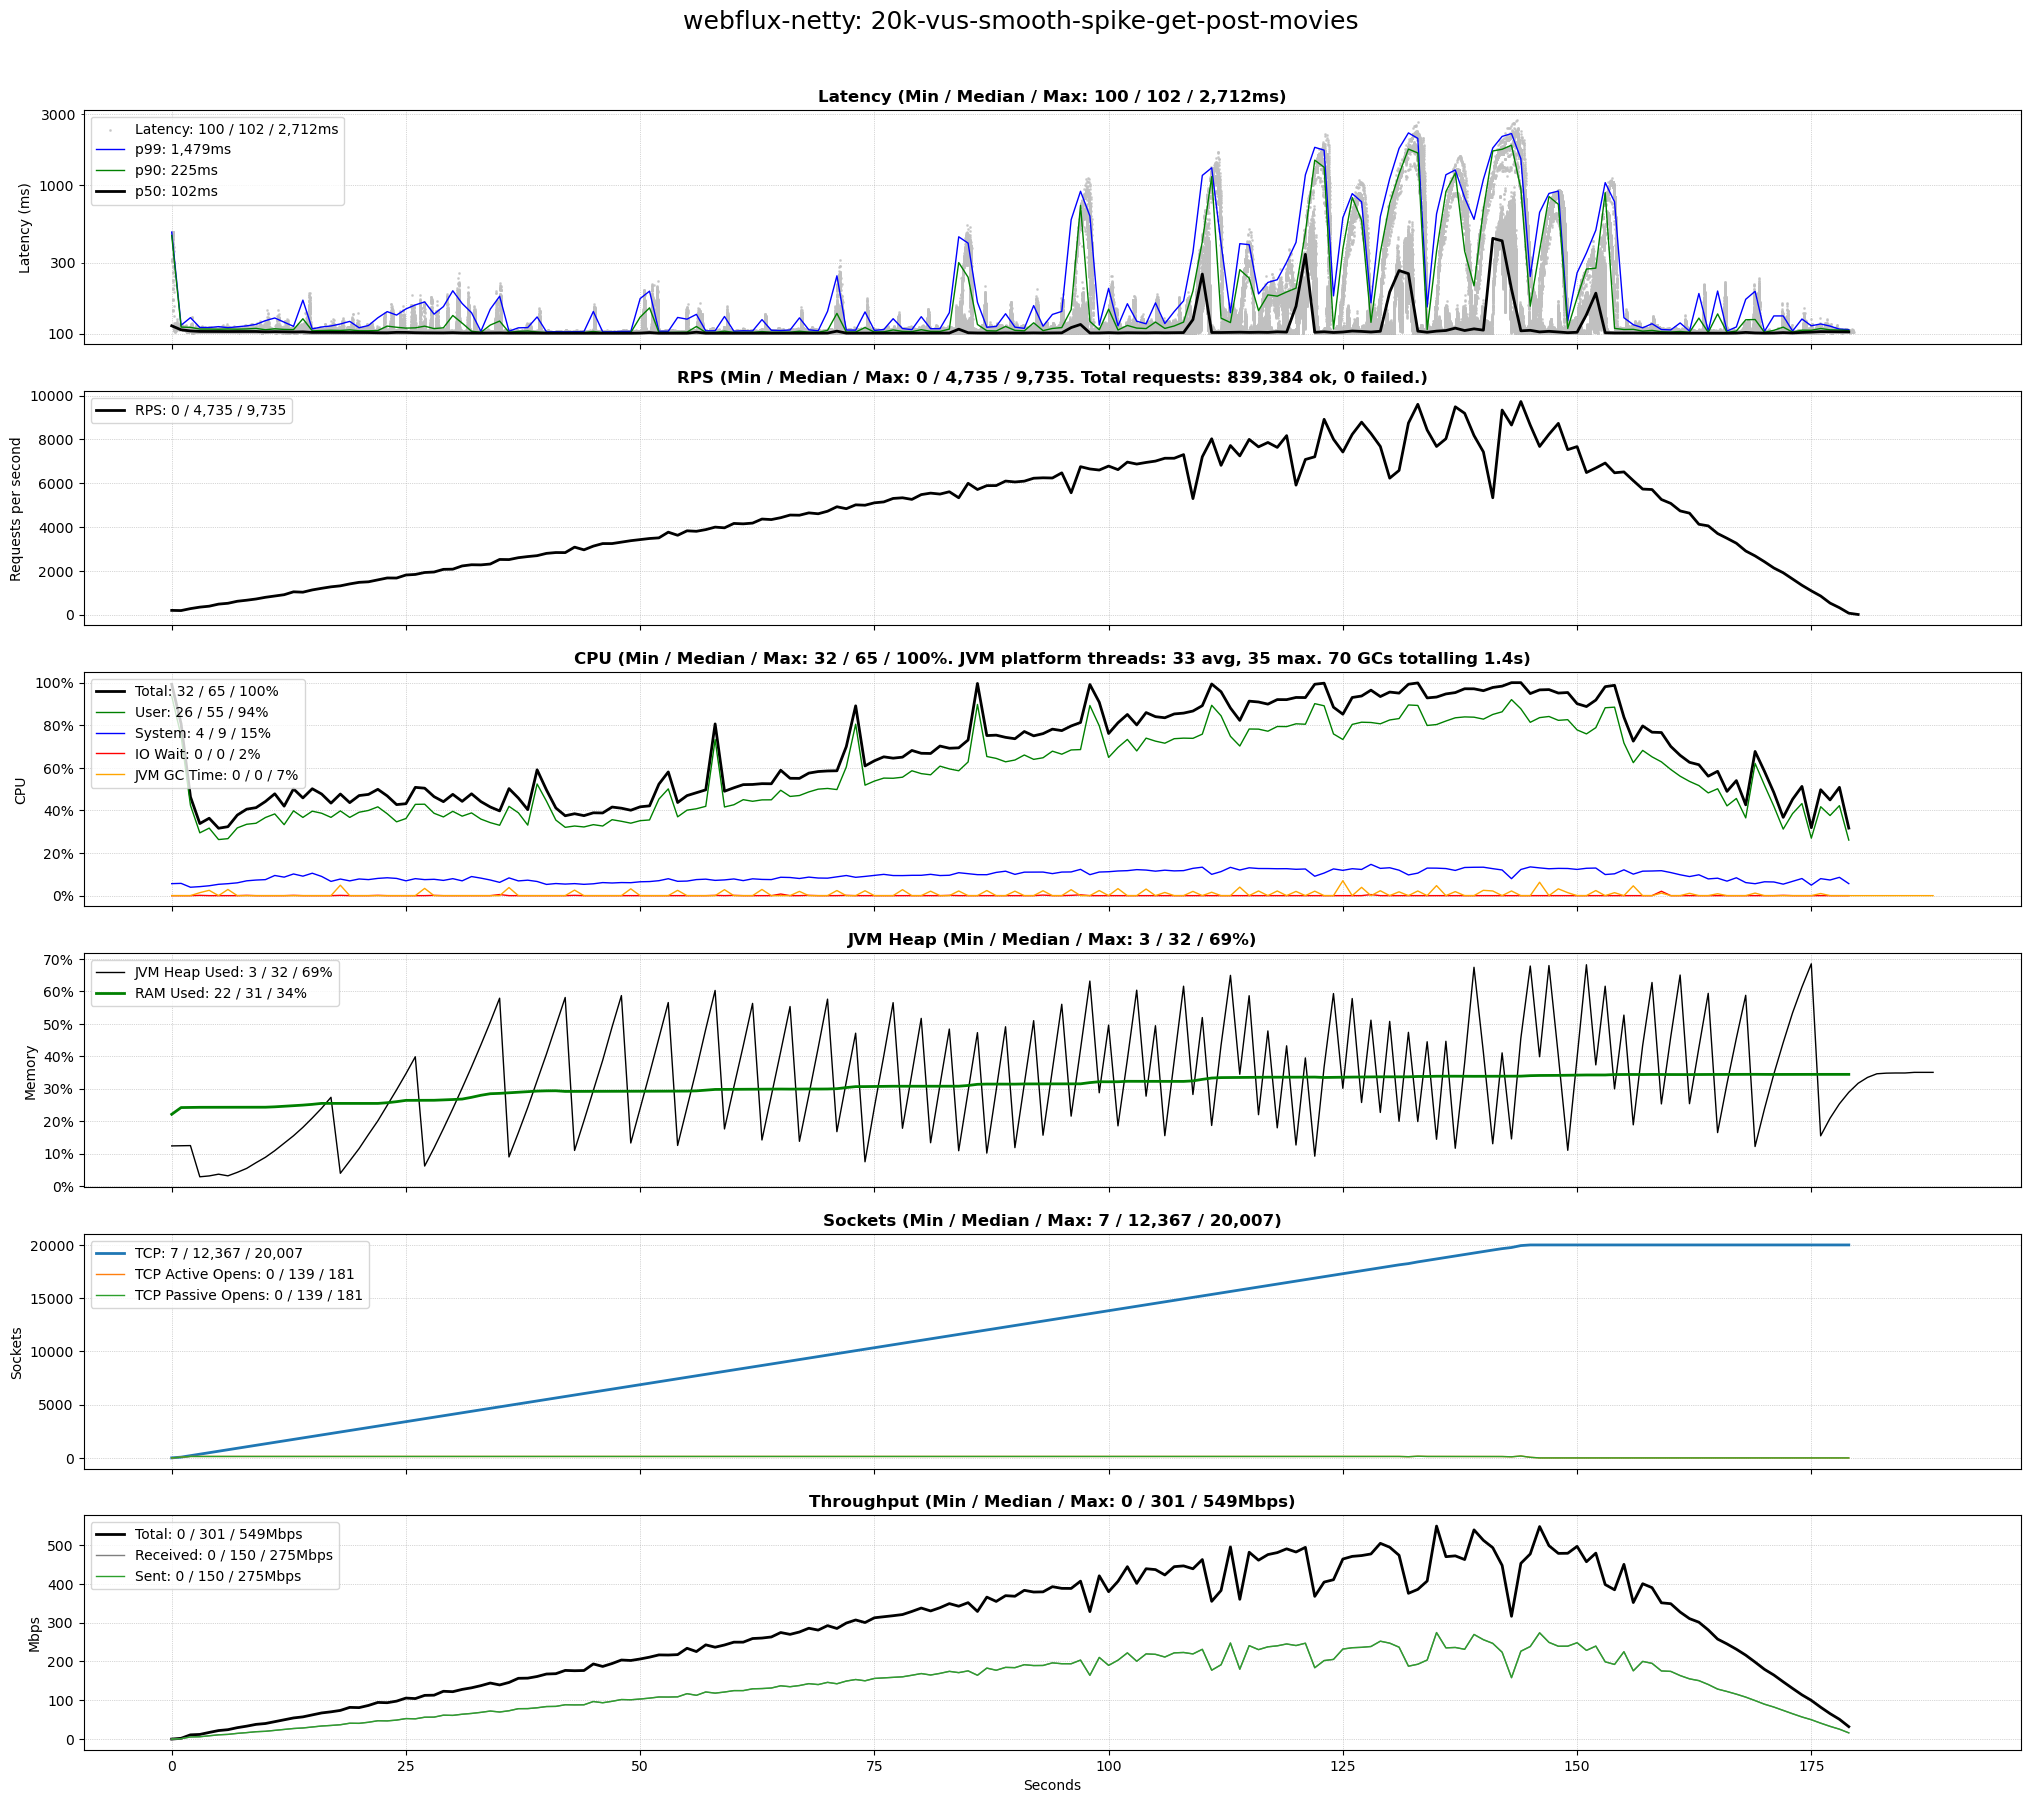 webflux-netty: 20k-vus-smooth-spike-get-post-movies
Latency (Min / Median / Max: 100 / 102 / 2,712ms)
Latency (ms)
3000
1000
300
100
Latency: 100 / 102 / 2,712ms
p99: 1,479ms
p90: 225ms
p50: 102ms
RPS (Min / Median / Max: 0 / 4,735 / 9,735. Total requests: 839,384 ok, 0 failed.)
Requests per second
10000
8000
6000
4000
2000
0
RPS: 0 / 4,735 / 9,735
CPU (Min / Median / Max: 32 / 65 / 100%. JVM platform threads: 33 avg, 35 max. 70 GCs totalling 1.4s)
CPU
100%
80%
60%
40%
20%
0%
Total: 32 / 65 / 100%
User: 26 / 55 / 94%
System: 4 / 9 / 15%
IO Wait: 0 / 0 / 2%
JVM GC Time: 0 / 0 / 7%
JVM Heap (Min / Median / Max: 3 / 32 / 69%)
Memory
70%
60%
50%
40%
30%
20%
10%
0%
JVM Heap Used: 3 / 32 / 69%
RAM Used: 22 / 31 / 34%
Sockets (Min / Median / Max: 7 / 12,367 / 20,007)
Sockets
20000
15000
10000
5000
0
TCP: 7 / 12,367 / 20,007
TCP Active Opens: 0 / 139 / 181
TCP Passive Opens: 0 / 139 / 181
Throughput (Min / Median / Max: 0 / 301 / 549Mbps)
Mbps
500
400
300
200
100
0
Total: 0 / 301 / 549Mbps
Received: 0 / 150 / 275Mbps
Sent: 0 / 150 / 275Mbps
0 25 50 75 100 125 150 175
Seconds